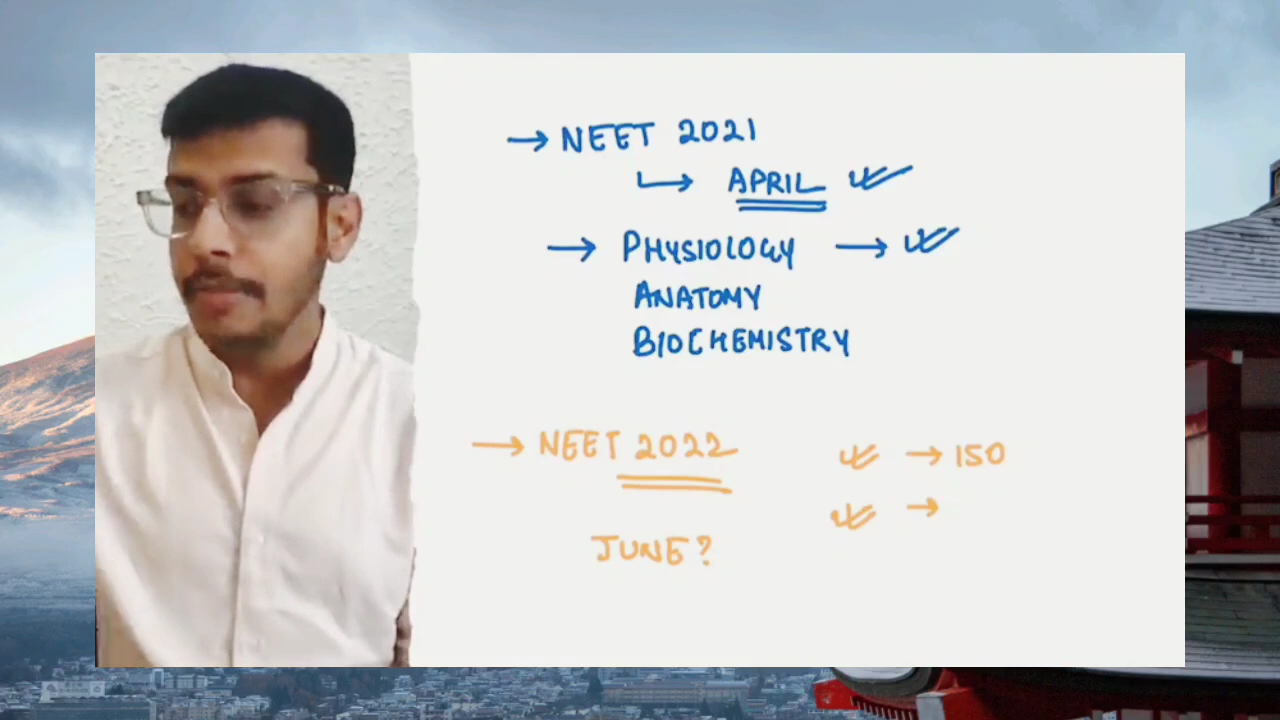 → NEET 2021
↳ APRIL ✓✓
→ PHYSIOLOGY → ✓✓
ANATOMY
BIOCHEMISTRY
→ NEET 2022 ✓✓ → 150
✓✓ →
JUNE?